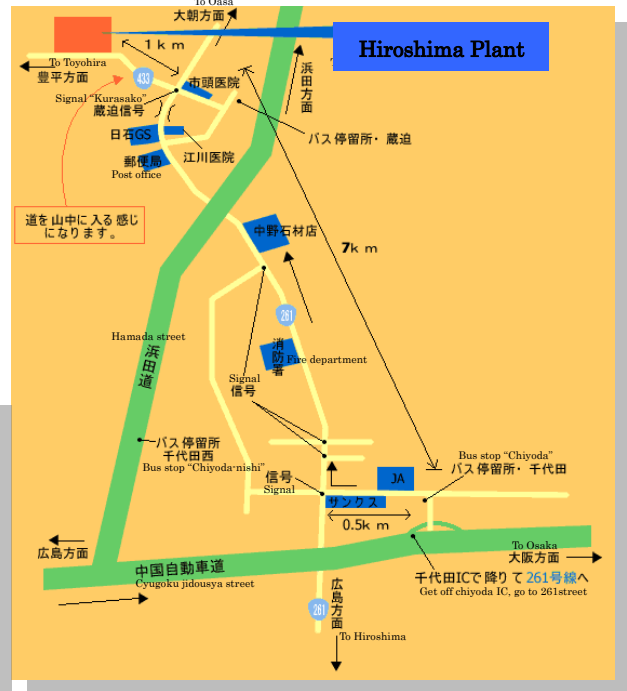 To Oasa
大朝方面
Hiroshima Plant
1km
To Toyohira
豊平方面
433
市頭医院
浜田方面
Signal “Kurasako”
蔵迫信号
日石GS
バス停留所・蔵迫
江川医院
郵便局
Post office
道を山中に入る感じ
になります。
中野石材店
7km
261
Hamada street
浜田道
消防署
Fire department
Signal
信号
バス停留所
千代田西
Bus stop “Chiyoda-nishi”
Bus stop “Chiyoda”
バス停留所・千代田
信号
Signal
JA
サンクス
0.5km
広島方面
To Osaka
大阪方面
中国自動車道
Cyugoku jidousya street
千代田ICで降りて261号線へ
Get off chiyoda IC, go to 261street
261
広島方面
To Hiroshima